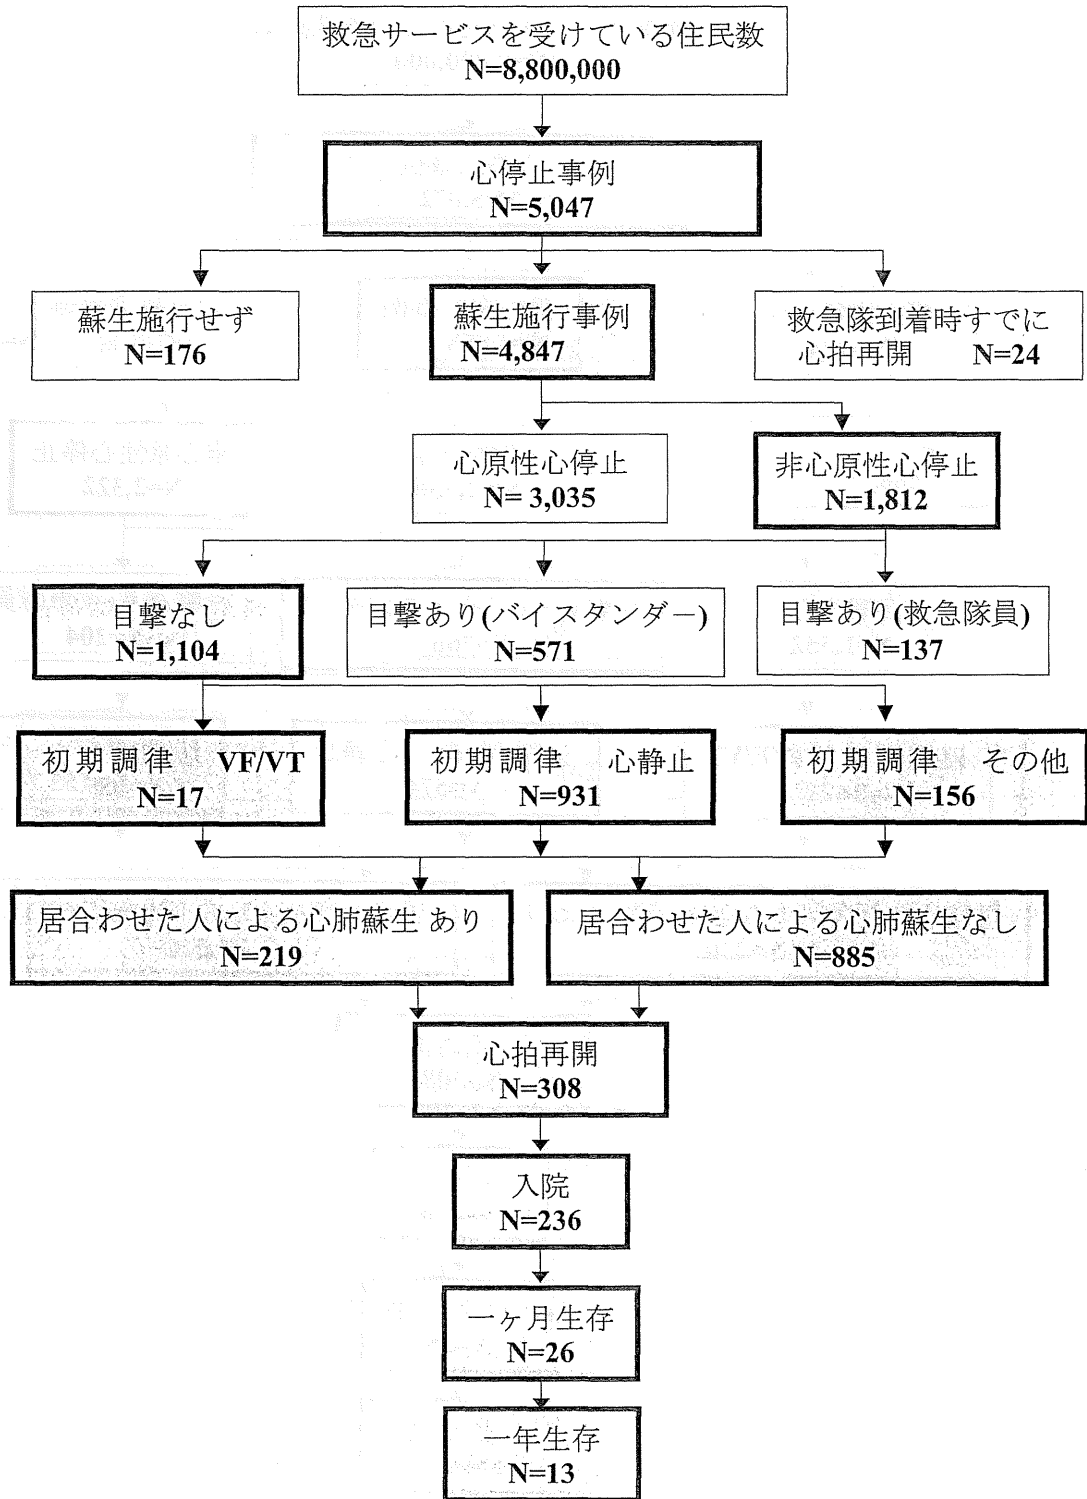 救急サービスを受けている住民数
N=8,800,000
心停止事例
N=5,047
蘇生施行せず
N=176
蘇生施行事例
N=4,847
救急隊到着時すでに
心拍再開 N=24
心原性心停止
N= 3,035
非心原性心停止
N=1,812
目撃なし
N=1,104
目撃あり(バイスタンダー)
N=571
目撃あり(救急隊員)
N=137
初期調律 VF/VT
N=17
初期調律 心静止
N=931
初期調律 その他
N=156
居合わせた人による心肺蘇生 あり
N=219
居合わせた人による心肺蘇生なし
N=885
心拍再開
N=308
入院
N=236
一ヶ月生存
N=26
一年生存
N=13